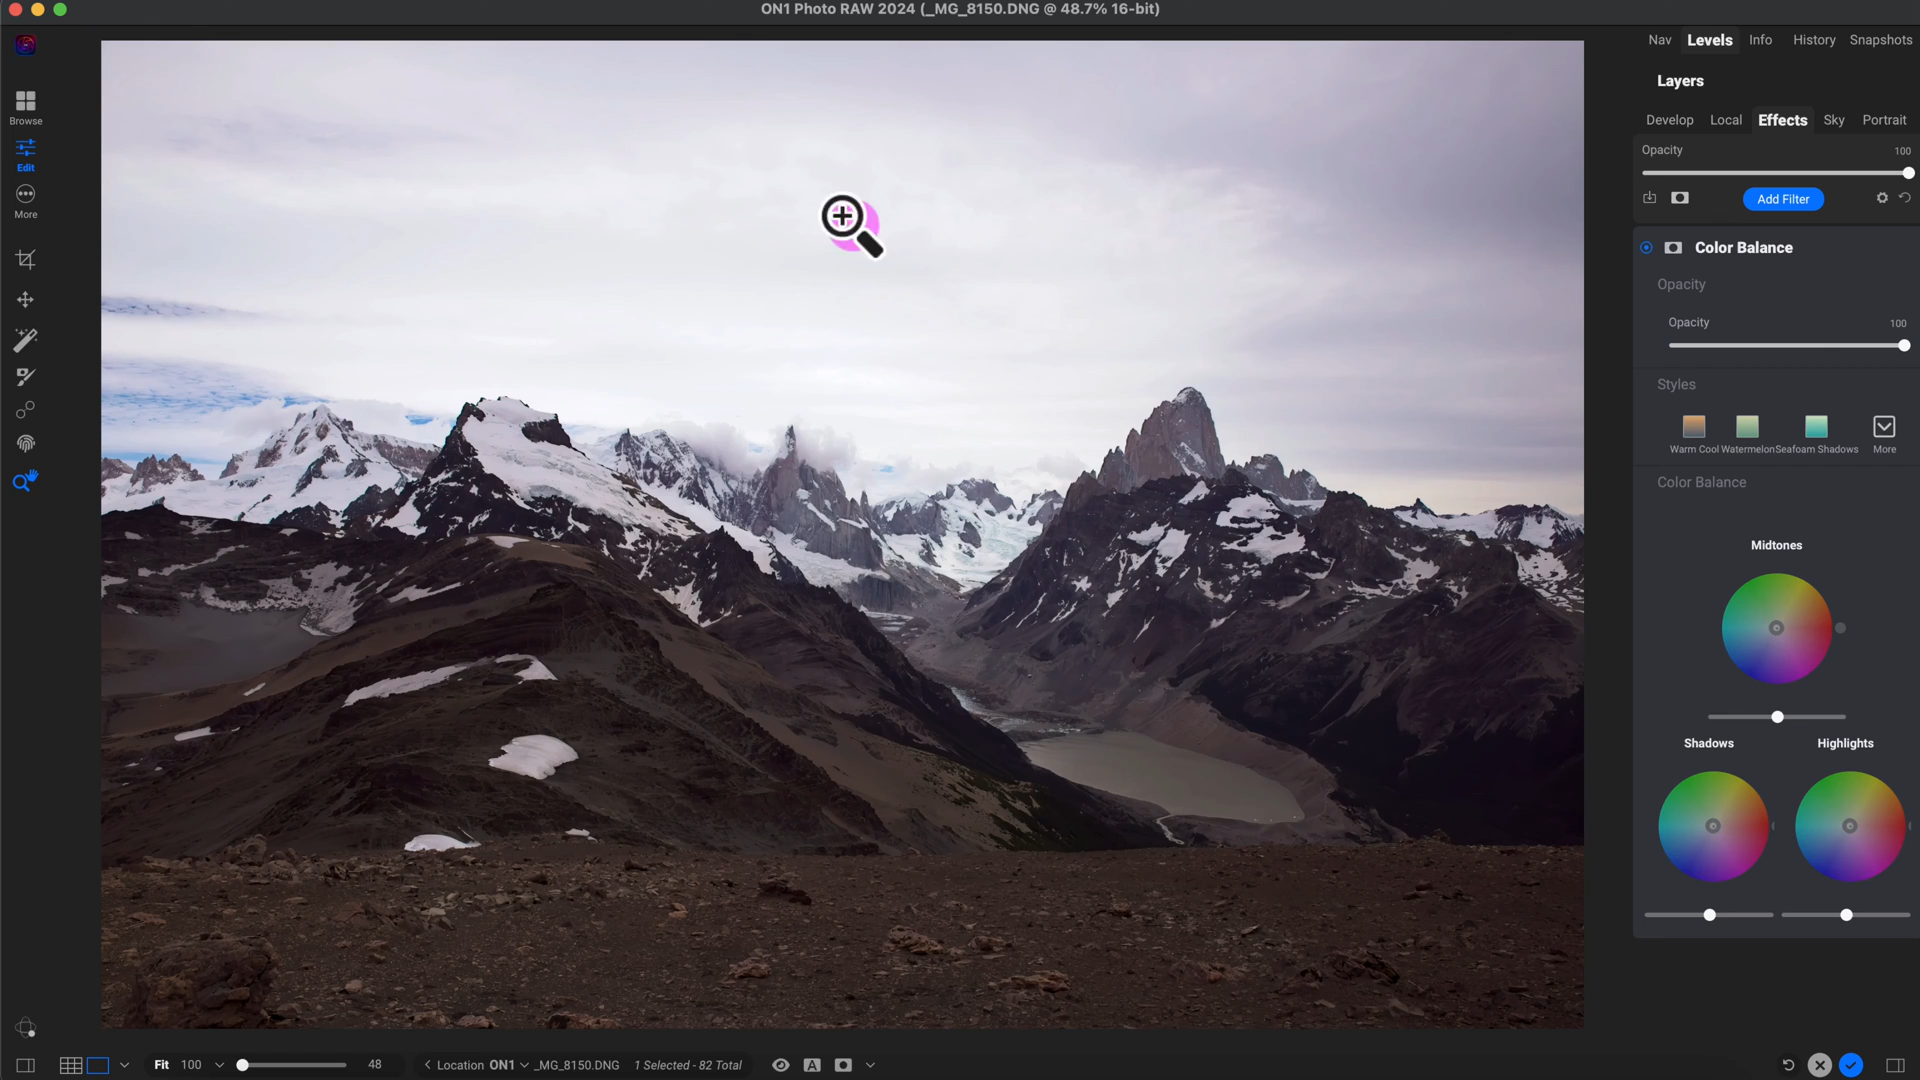 ON1 Photo RAW 2024 (_MG_8150.DNG @ 48.7% 16-bit)
Nav Levels Info History Snapshots
Layers
Browse
Develop Local Effects Sky Portrait
Opacity 100
Edit
Add Filter
More
Color Balance
Opacity
Opacity 100
Styles
Warm Cool Watermelon Seafoam Shadows More
Color Balance
Midtones
Shadows Highlights
Fit 100 48 Location ON1 _MG_8150.DNG 1 Selected - 82 Total A